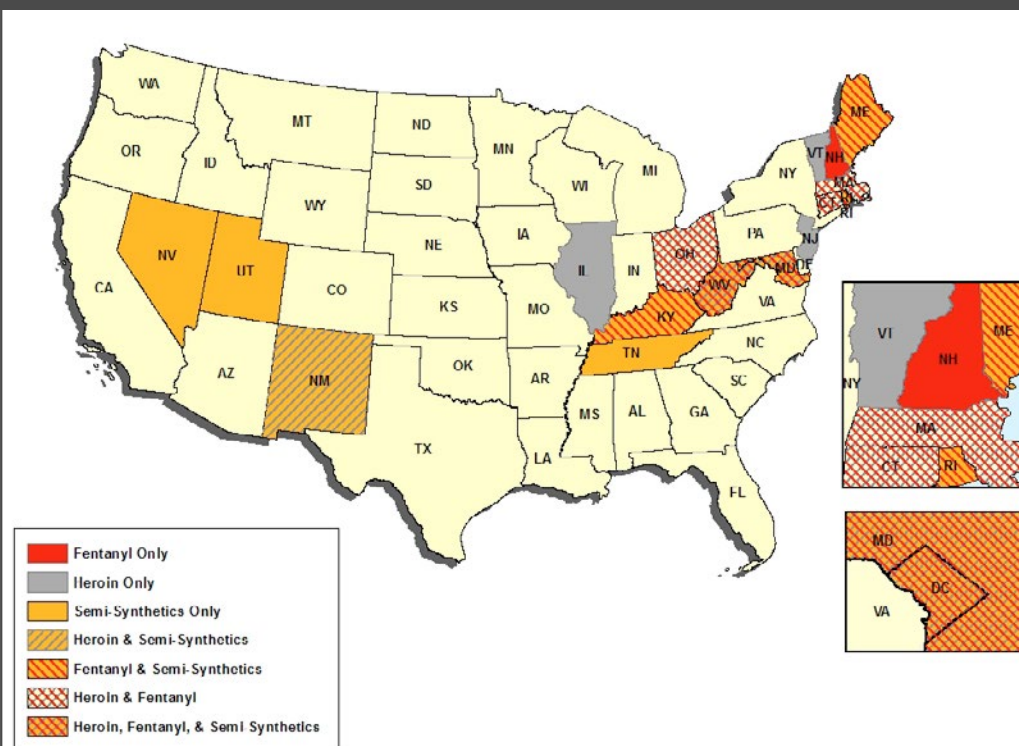 WA
MT
ND
MN
ME
OR
ID
SD
WI
MI
NY
VT
NH
MA
CT
RI
WY
IA
PA
NJ
NE
NV
UT
IL
IN
OH
MD
DE
CA
CO
KS
MO
WV
VA
KY
AZ
NM
OK
AR
TN
NC
SC
MS
AL
GA
TX
LA
FL
VT
NH
ME
NY
MA
CT
RI
MD
DC
VA
Fentanyl Only
Heroin Only
Semi-Synthetics Only
Heroin & Semi-Synthetics
Fentanyl & Semi-Synthetics
Heroin & Fentanyl
Heroin, Fentanyl, & Semi-Synthetics